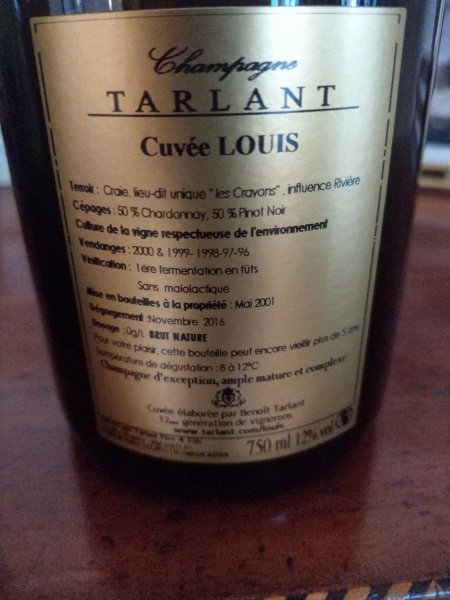 Champagne
TARLANT
Cuvée LOUIS
Terroir : Craie, lieu-dit unique " les Crayons" , influence Rivière
Cépages : 50 % Chardonnay, 50 % Pinot Noir
Culture de la vigne respectueuse de l'environnement
Vendanges : 2000 & 1999- 1998-97-96
Vinification : 1ère fermentation en fûts
Sans malolactique
Mise en bouteilles à la propriété : Mai 2001
Dégorgement :Novembre 2016
Dosage : 0g/L BRUT NATURE
Pour votre plaisir, cette bouteille peut encore vieillir plus de 5 ans
Température de dégustation : 8 à 12°C
Champagne d'exception, ample mature et complexe
Cuvée élaborée par Benoît Tarlant
12ème génération de Vignerons
www.tarlant.com/louis
Tarlant Père & Fils
750 ml 12% vol